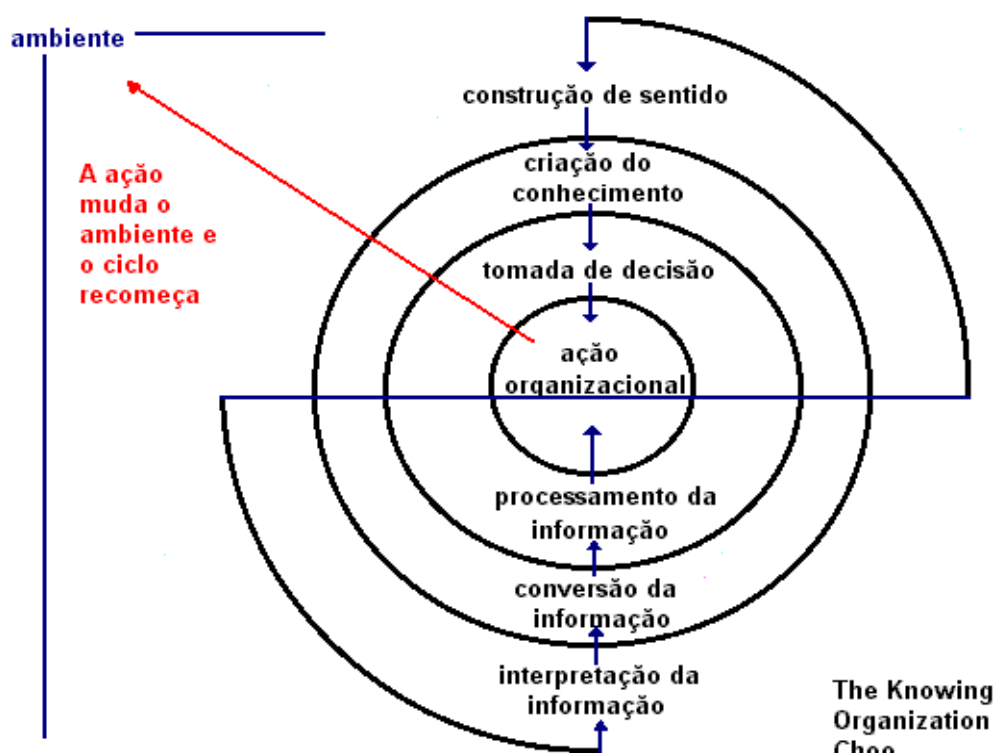 ambiente
construção de sentido
criação do
conhecimento
tomada de decisão
ação
organizacional
A ação
muda o
ambiente e
o ciclo
recomeça
processamento da
informação
conversão da
informação
interpretação da
informação
The Knowing
Organization
Choo